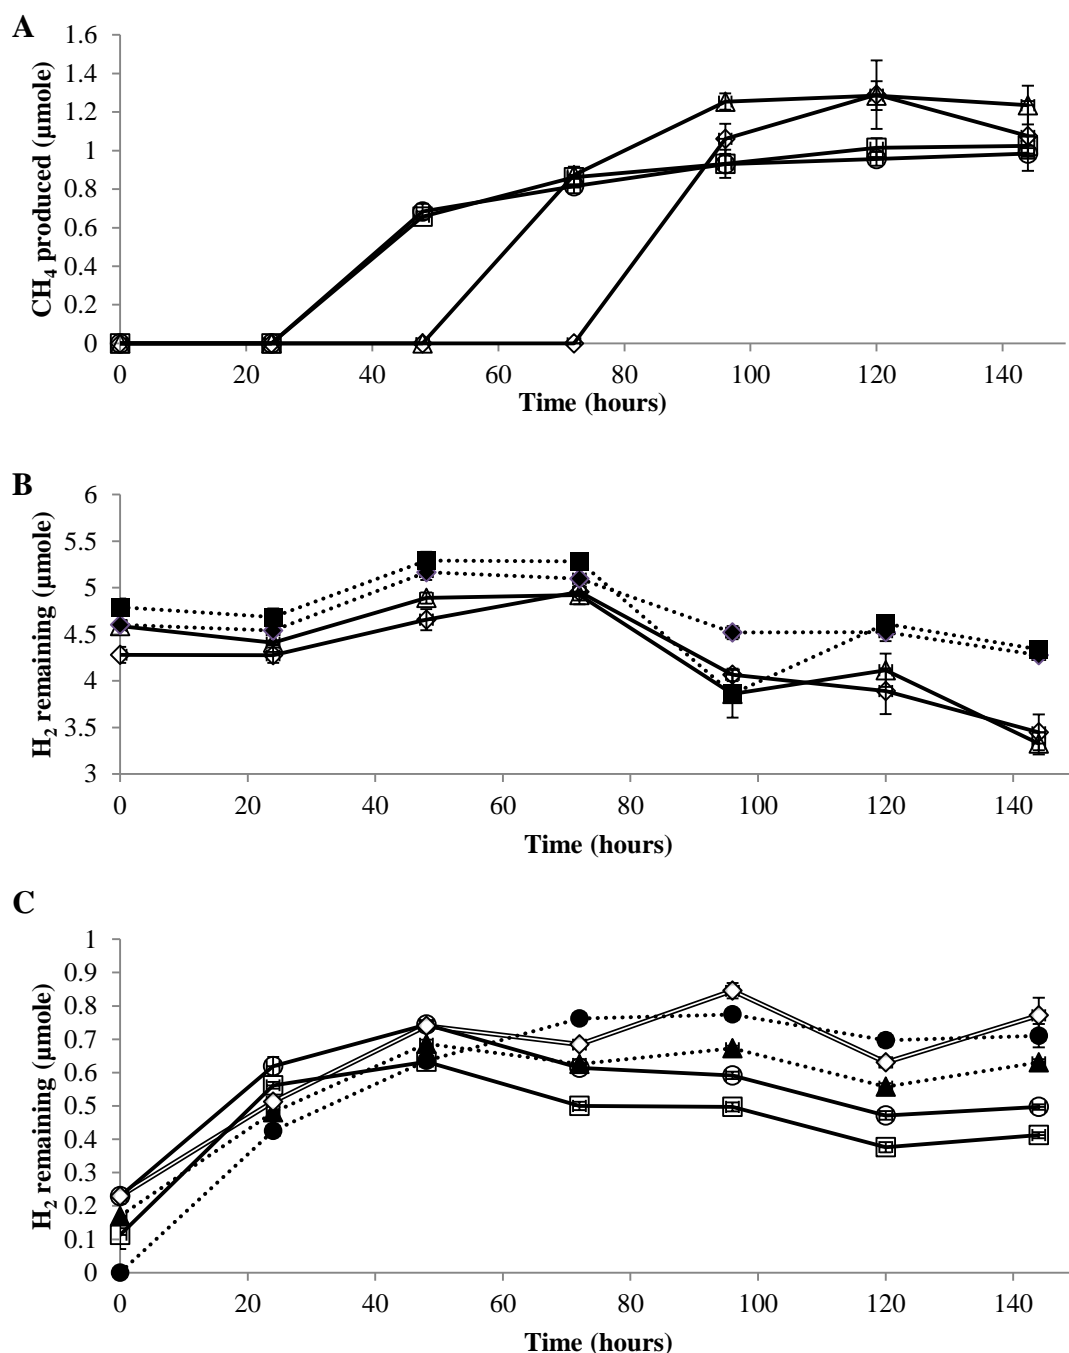 A
1.6
1.4
1.2
1
0.8
0.6
0.4
0.2
0
CH₄ produced (µmole)
0 20 40 60 80 100 120 140
Time (hours)
B
6
5.5
5
4.5
4
3.5
3
H₂ remaining (µmole)
0 20 40 60 80 100 120 140
Time (hours)
C
1
0.9
0.8
0.7
0.6
0.5
0.4
0.3
0.2
0.1
0
H₂ remaining (µmole)
0 20 40 60 80 100 120 140
Time (hours)